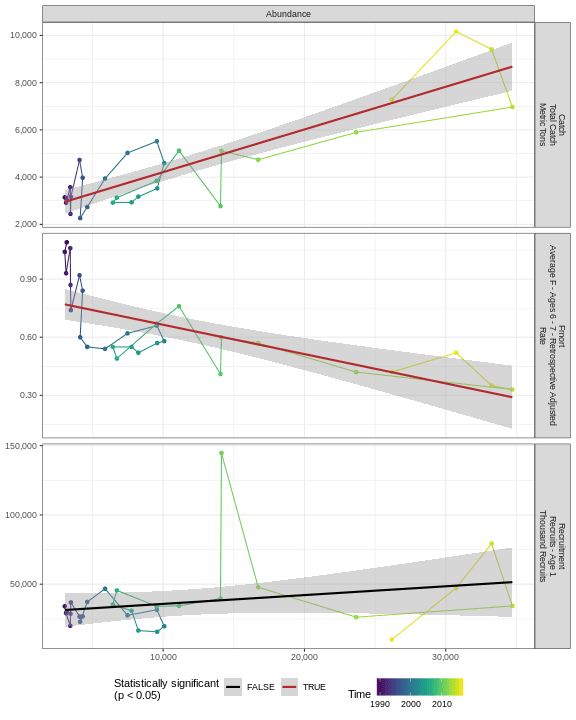 Abundance
10,000
8,000
6,000
4,000
2,000
Catch
Total Catch
Metric Tons
0.90
0.60
0.30
Fmort
Average F - Ages 6 - 7 - Retrospective Adjusted
Rate
150,000
100,000
50,000
Recruitment
Recruits - Age 1
Thousand Recruits
10,000 20,000 30,000
Statistically significant
(p < 0.05)
FALSE TRUE
Time
1990 2000 2010